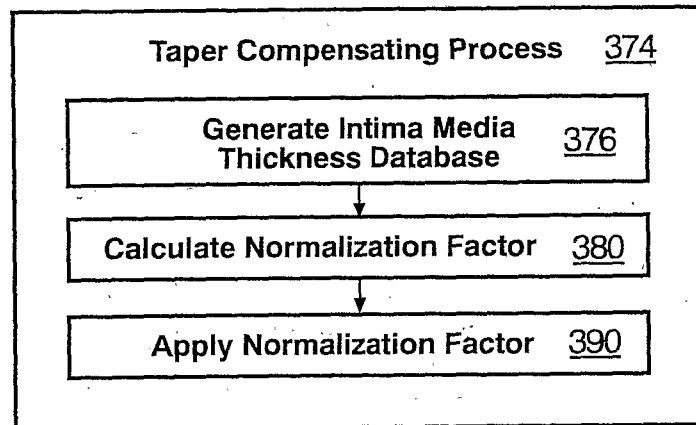 Taper Compensating Process 374
Generate Intima Media
Thickness Database 376
Calculate Normalization Factor 380
Apply Normalization Factor 390